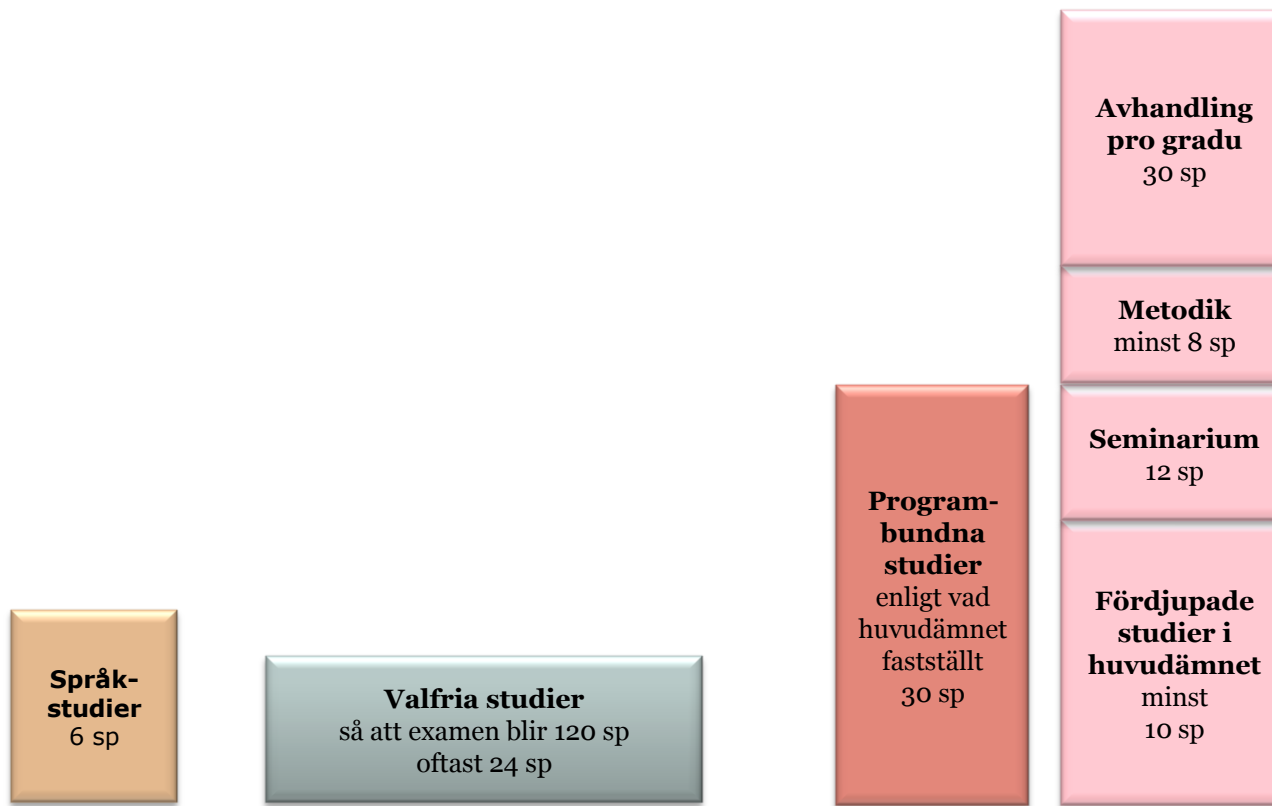 Avhandling
pro gradu
30 sp
Metodik
minst 8 sp
Seminarium
12 sp
Fördjupade
studier i
huvudämnet
minst
10 sp
Program-
bundna
studier
enligt vad
huvudämnet
fastställt
30 sp
Valfria studier
så att examen blir 120 sp
oftast 24 sp
Språk-
studier
6 sp